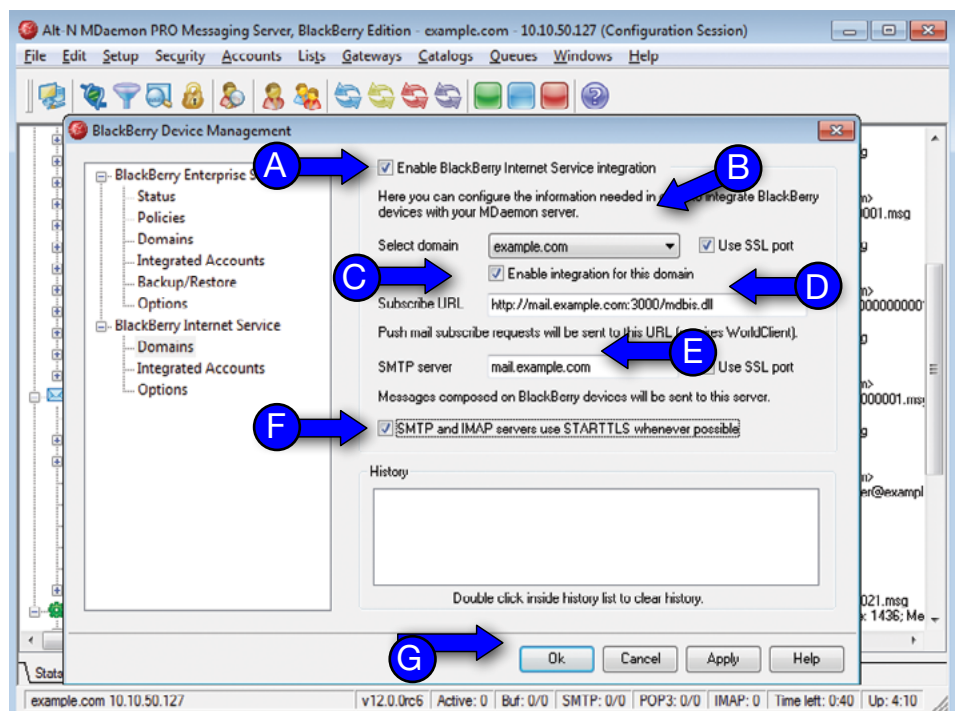 Alt-N MDaemon PRO Messaging Server, BlackBerry Edition - example.com - 10.10.50.127 (Configuration Session)
File Edit Setup Security Accounts Lists Gateways Catalogs Queues Windows Help
BlackBerry Device Management
BlackBerry Enterprise S
Status
Policies
Domains
Integrated Accounts
Backup/Restore
Options
BlackBerry Internet Service
Domains
Integrated Accounts
Options
A
Enable BlackBerry Internet Service integration
B
Here you can configure the information needed in integrate BlackBerry
devices with your MDaemon server.
Select domain example.com Use SSL port
C
Enable integration for this domain
D
Subscribe URL http://mail.example.com:3000/mdbis.dll
Push mail subscribe requests will be sent to this URL WorldClient).
E
SMTP server mail.example.com Use SSL port
Messages composed on BlackBerry devices will be sent to this server.
F
SMTP and IMAP servers use STARTTLS whenever possible
History
Double click inside history list to clear history.
G
Ok Cancel Apply Help
g
n>
001.msg
g
n>
000000000
g
n>
000001.ms
g
n>
er@exampl
021.msg
x: 1436; Me
Stat
example.com 10.10.50.127 v12.0.0rc6 Active: 0 Buf: 0/0 SMTP: 0/0 POP3: 0/0 IMAP: 0 Time left: 0:40 Up: 4:10